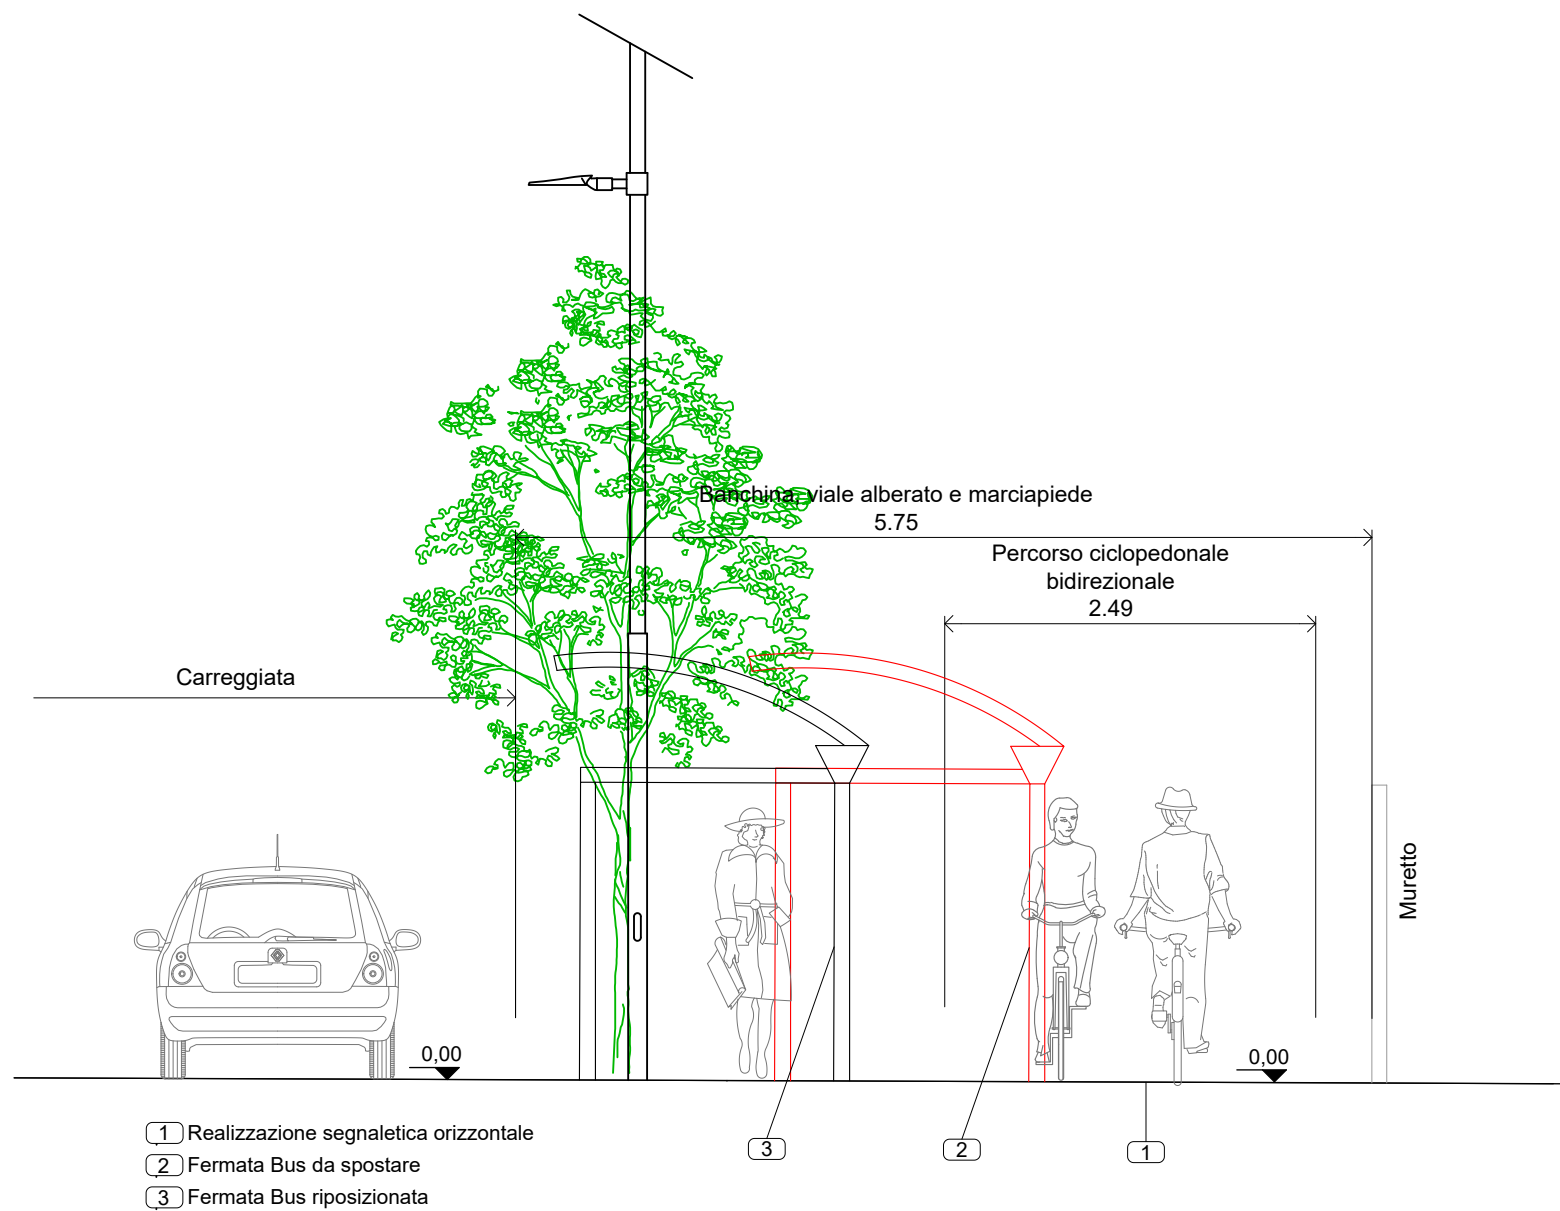 Banchina, viale alberato e marciapiede
5.75
Percorso ciclopedonale
bidirezionale
2.49
Carreggiata
Muretto
0,00
0,00
1 Realizzazione segnaletica orizzontale
2 Fermata Bus da spostare
3 Fermata Bus riposizionata
3
2
1